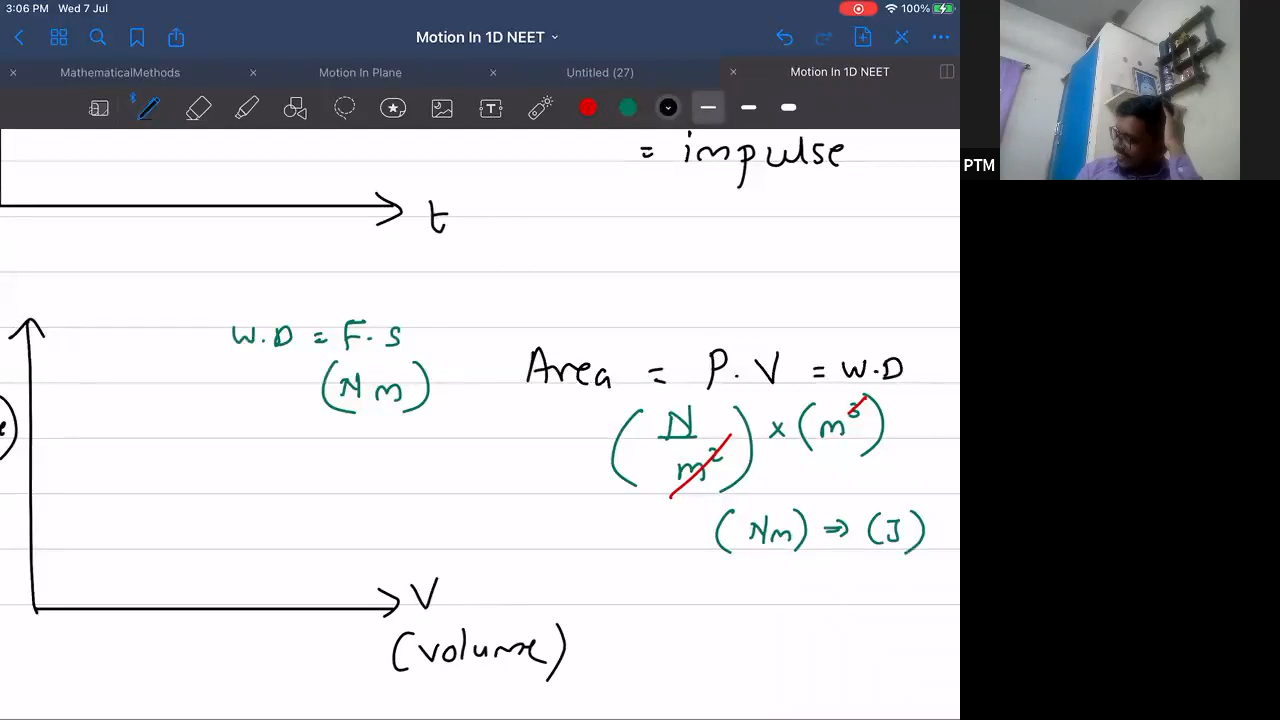 3:06 PM Wed 7 Jul
100%
Motion In 1D NEET
MathematicalMethods
Motion In Plane
Untitled (27)
Motion In 1D NEET
PTM
= impulse
t
W.D = F. S
(N m)
Area = P. V = W.D
(N/m²) × (m³)
(Nm) ⇒ (J)
V
(volume)